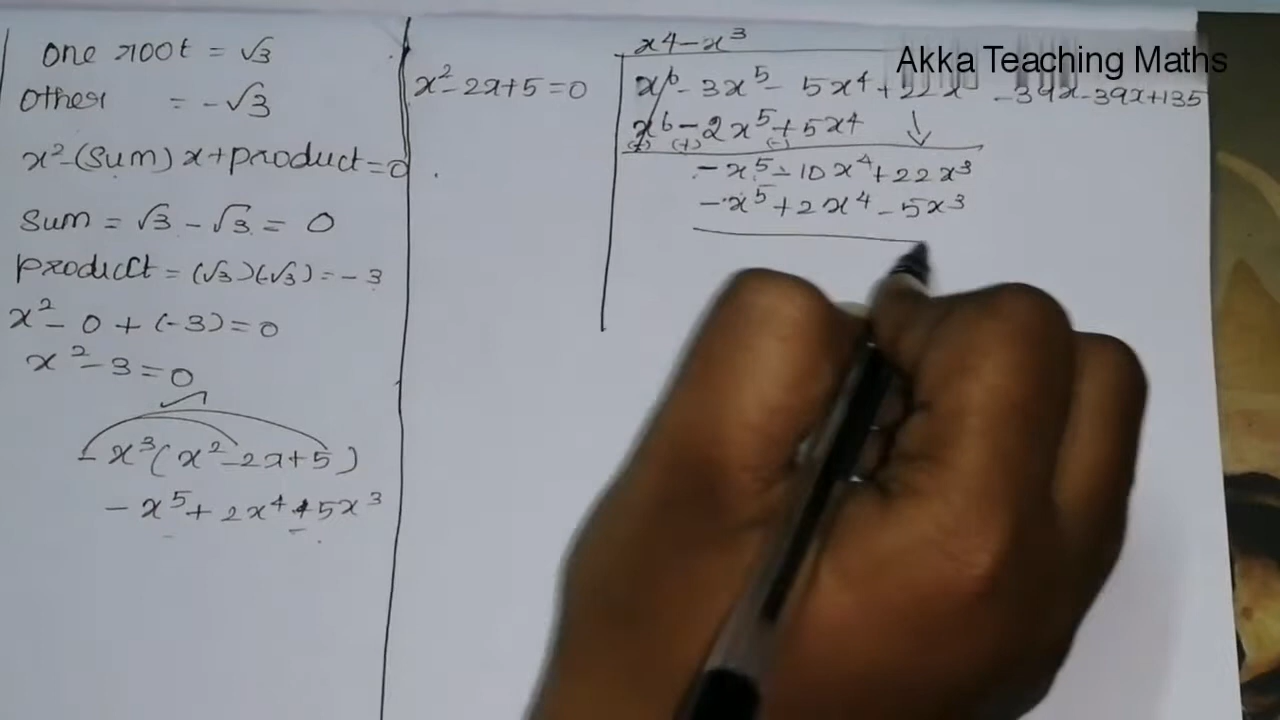 One root = √3
Other = -√3
x²-(Sum)x+product=0
Sum = √3 - √3 = 0
product = (√3)(-√3) = -3
x² - 0 + (-3) = 0
x² - 3 = 0
- x³(x²-2x+5)
- x⁵ + 2x⁴ - 5x³
x² - 2x + 5 = 0
x4 - x³
Akka Teaching Maths
x⁶ - 3x⁵ - 5x⁴ + 22x³ - 39x - 39x + 135
x⁶ - 2x⁵ + 5x⁴
(-) (+) (-)
- x⁵ - 10x⁴ + 22x³
- x⁵ + 2x⁴ - 5x³